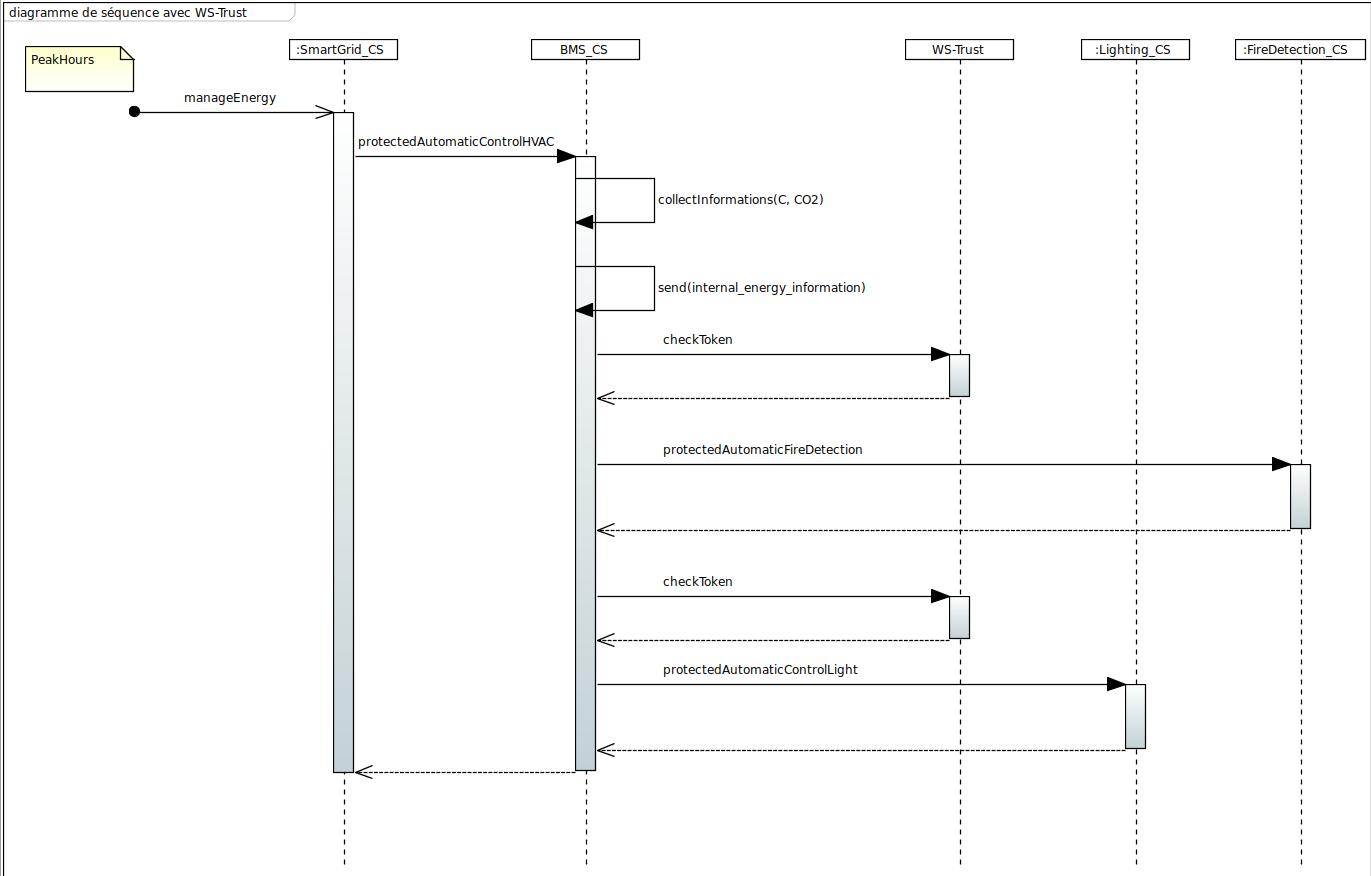 diagramme de séquence avec WS-Trust
PeakHours
:SmartGrid_CS
BMS_CS
WS-Trust
:Lighting_CS
:FireDetection_CS
manageEnergy
protectedAutomaticControlHVAC
collectInformations(C, CO2)
send(internal_energy_information)
checkToken
protectedAutomaticFireDetection
checkToken
protectedAutomaticControlLight